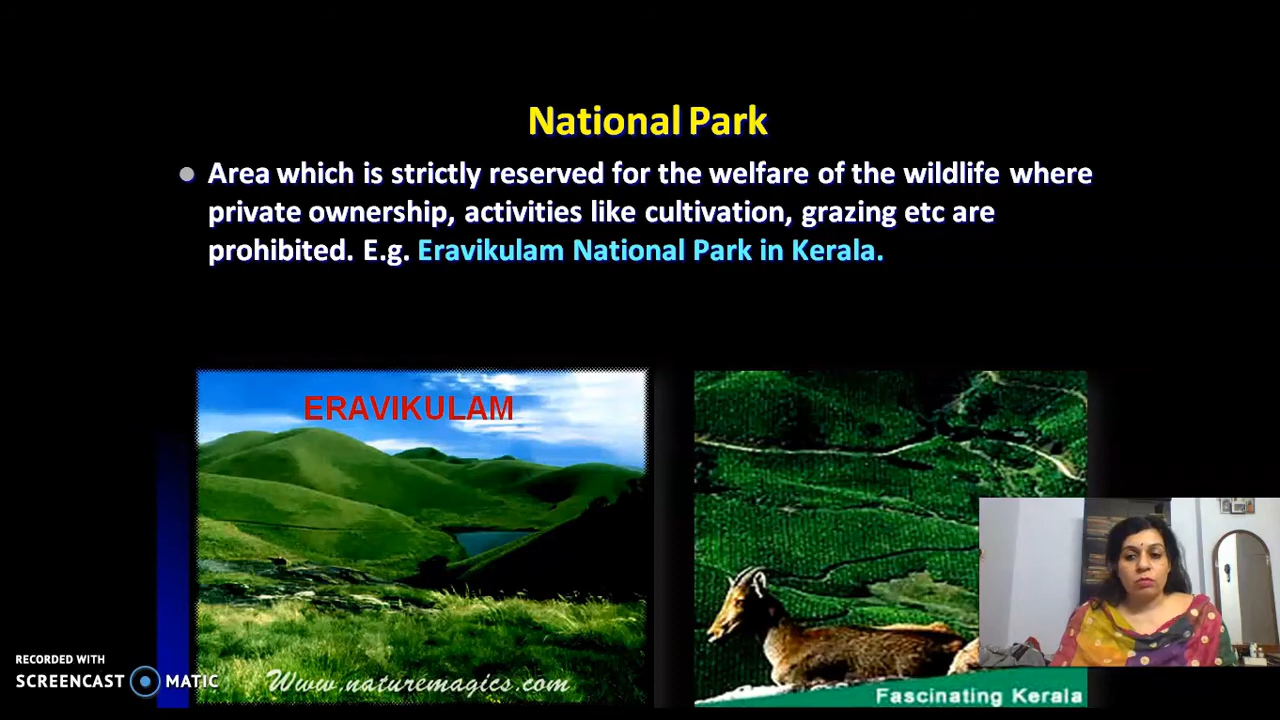 National Park
Area which is strictly reserved for the welfare of the wildlife where
private ownership, activities like cultivation, grazing etc are
prohibited. E.g. Eravikulam National Park in Kerala.
ERAVIKULAM
Www.naturemagics.com
Fascinating Kerala
RECORDED WITH
SCREENCAST MATIC